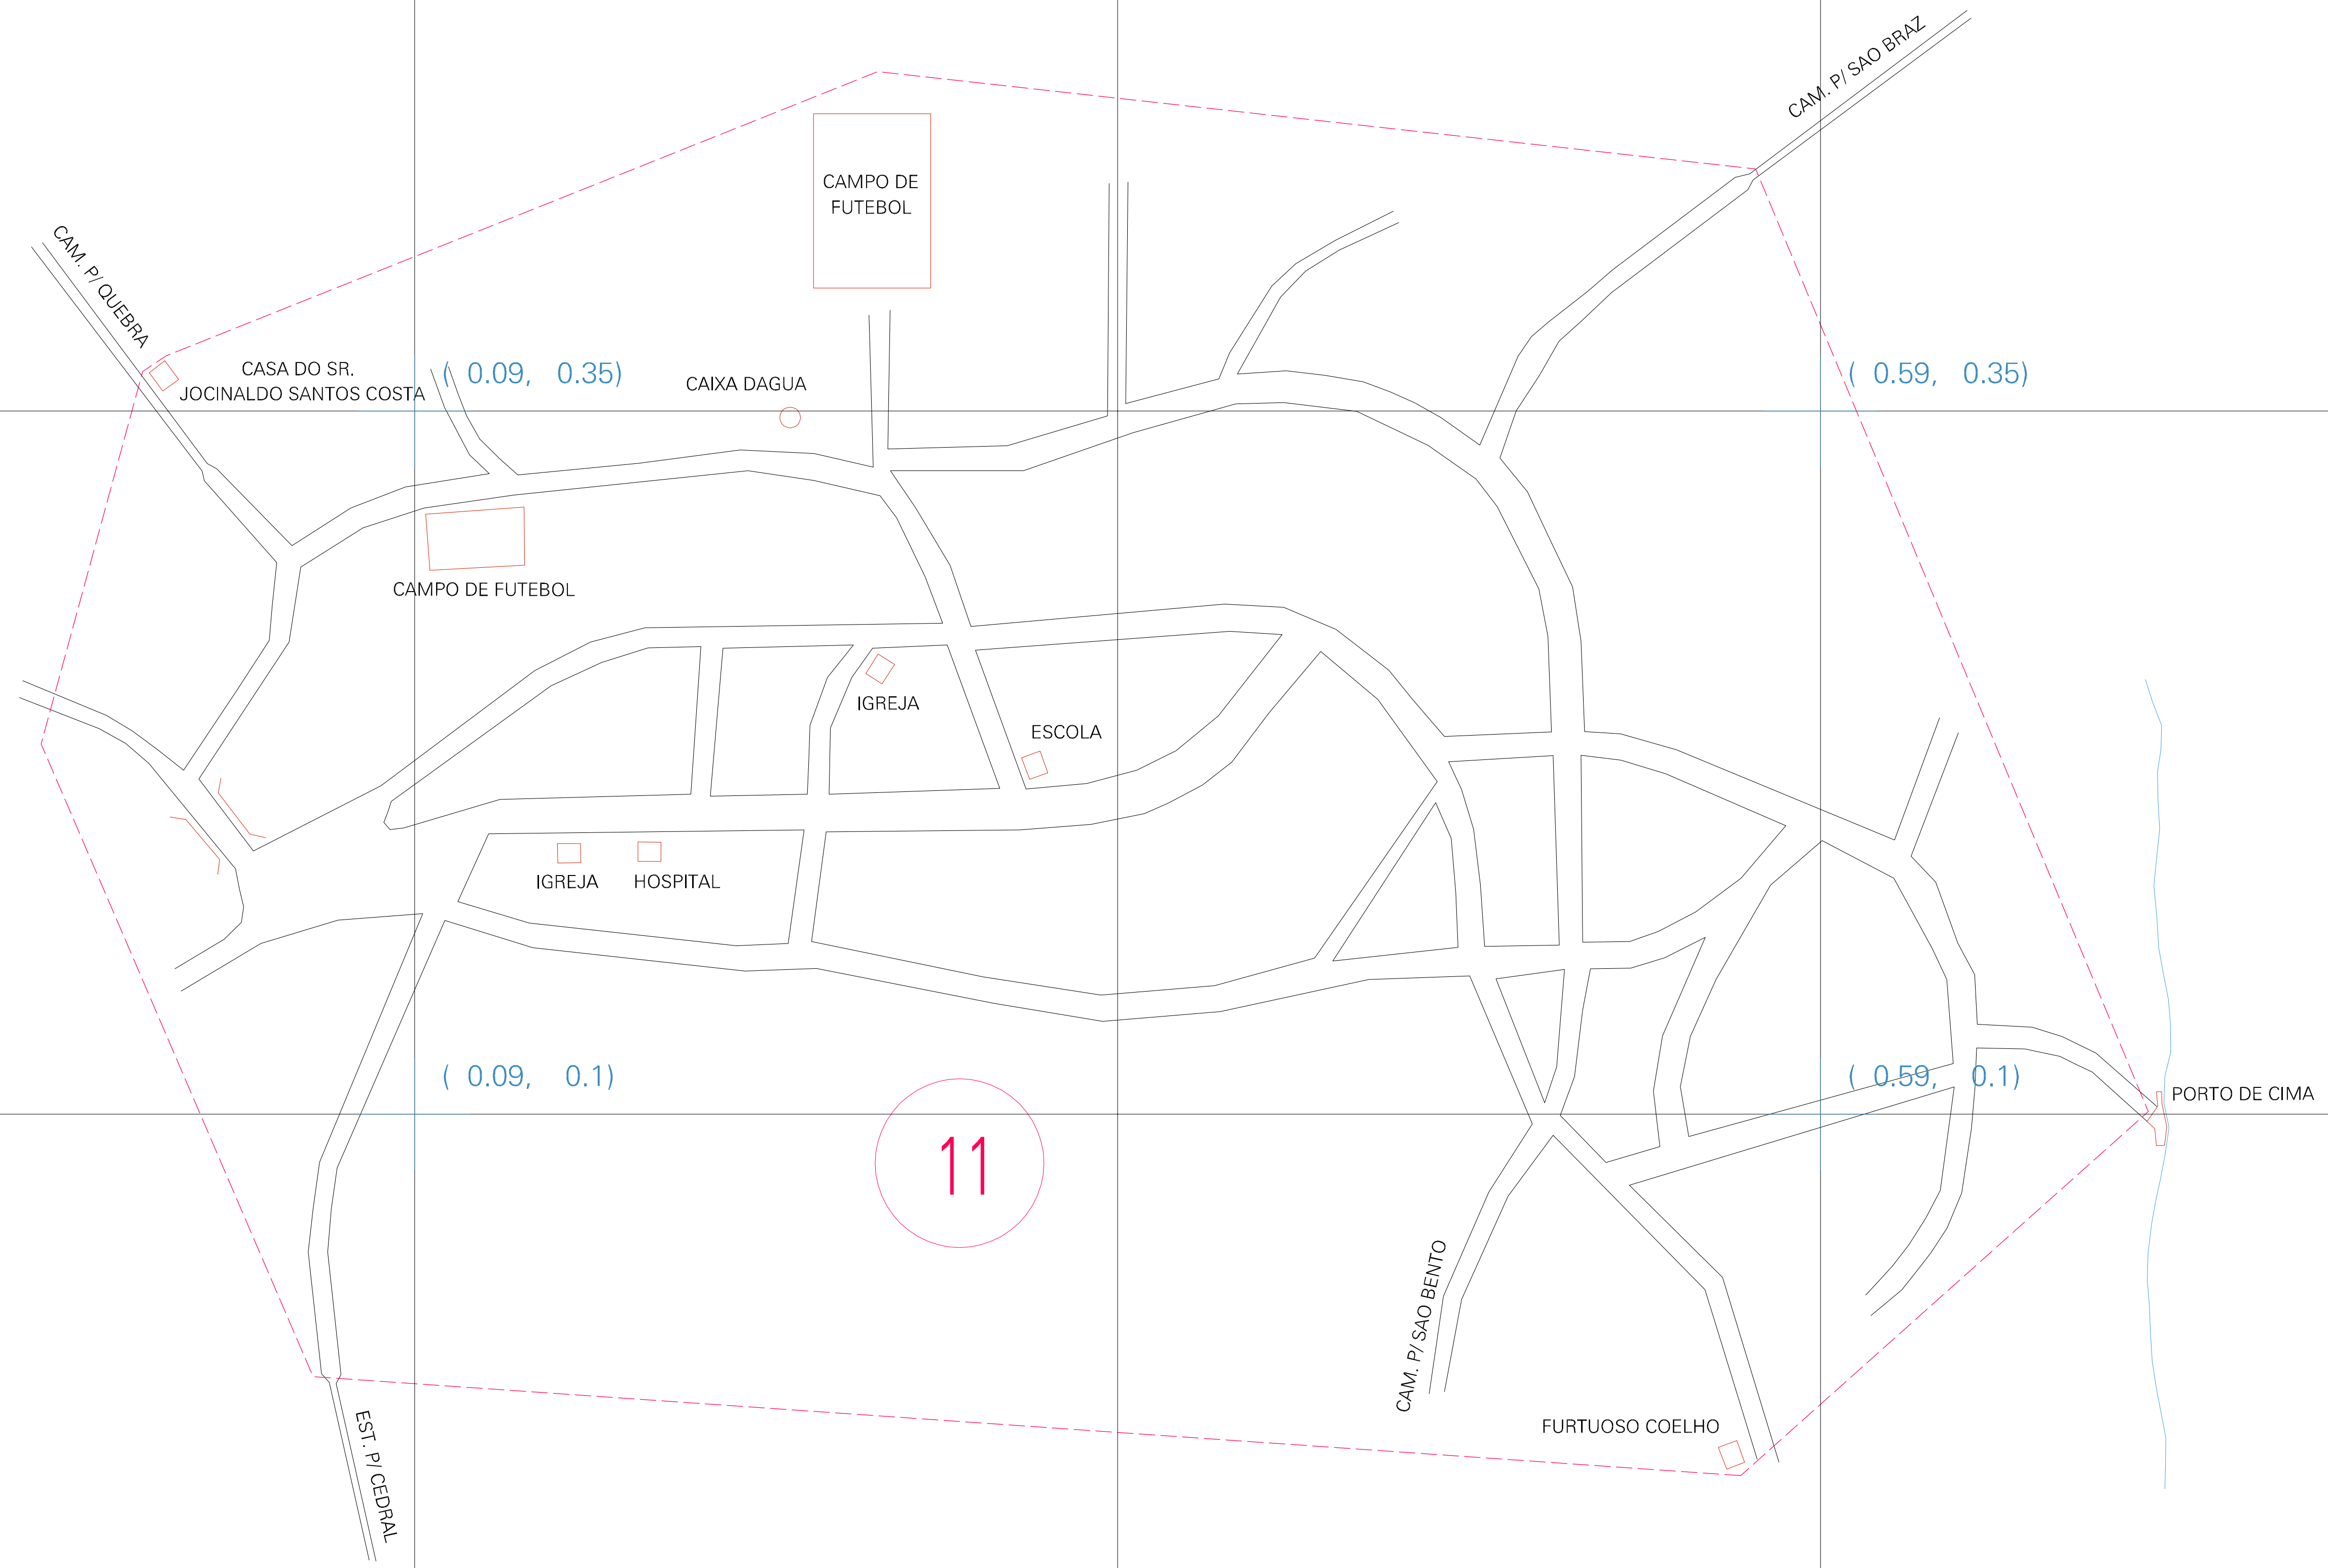 CAM. P/ SAO BRAZ
CAMPO DE
FUTEBOL
CAM. P/ QUEBRA
CASA DO SR.
JOCINALDO SANTOS COSTA
( 0.09, 0.35)
CAIXA DAGUA
( 0.59, 0.35)
CAMPO DE FUTEBOL
IGREJA
ESCOLA
IGREJA
HOSPITAL
( 0.09, 0.1)
( 0.59, 0.1)
PORTO DE CIMA
11
CAM. P/ SAO BENTO
FURTUOSO COELHO
EST. P/ CEDRAL